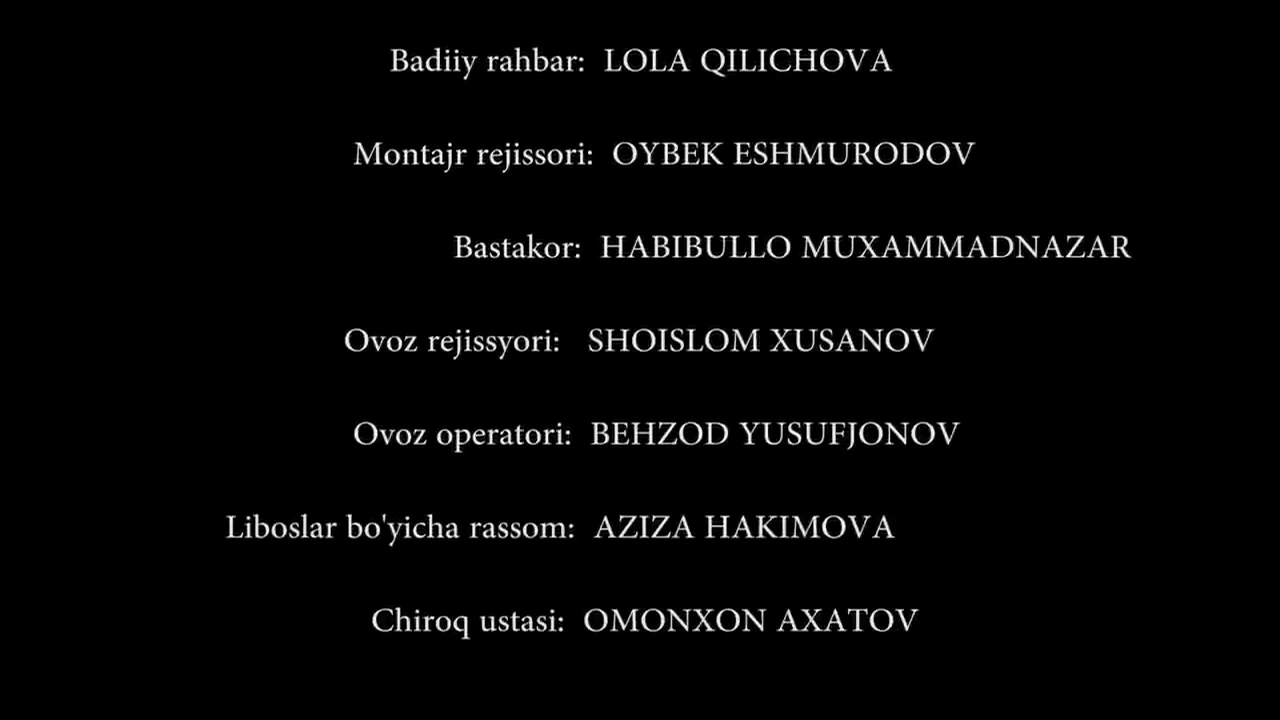 Badiiy rahbar: LOLA QILICHOVA
Montajr rejissori: OYBEK ESHMURODOV
Bastakor: HABIBULLO MUXAMMADNAZAR
Ovoz rejissyori: SHOISLOM XUSANOV
Ovoz operatori: BEHZOD YUSUFJONOV
Liboslar bo'yicha rassom: AZIZA HAKIMOVA
Chiroq ustasi: OMONXON AXATOV